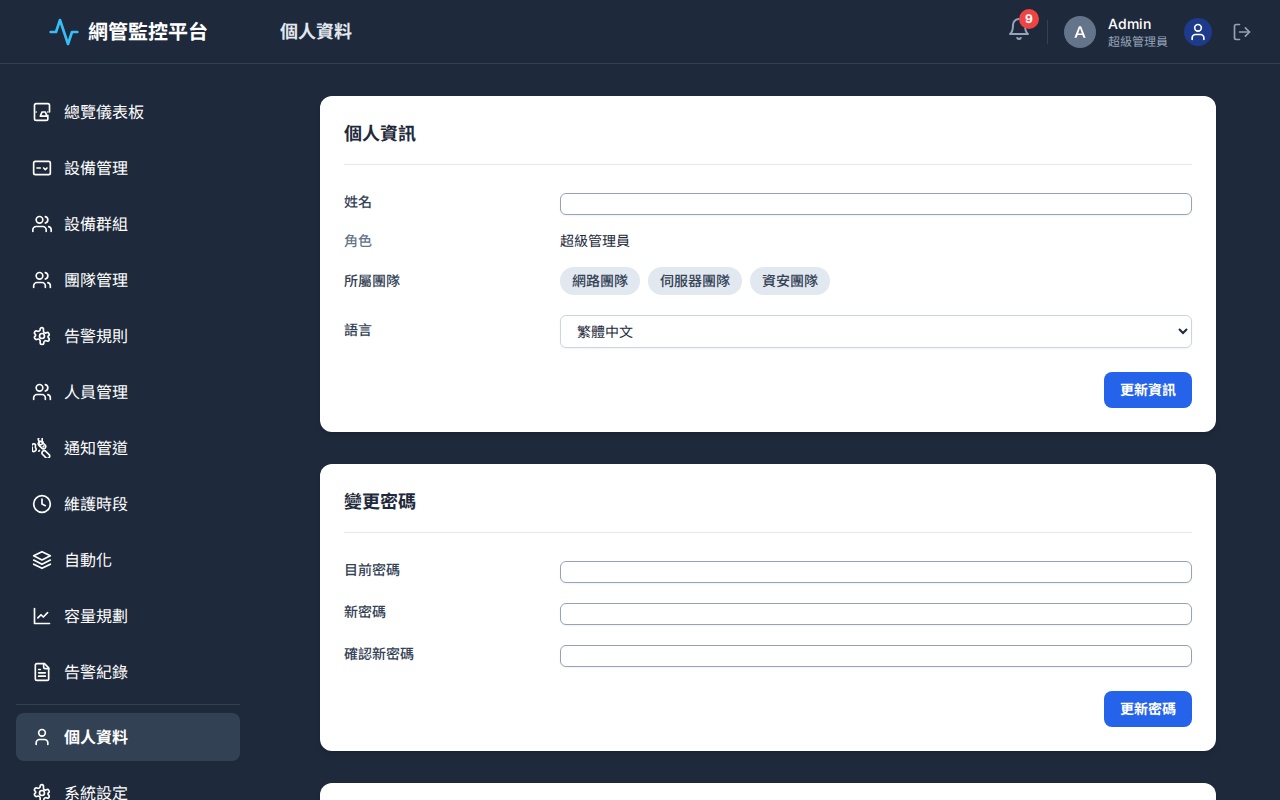 網管監控平台
個人資料
9
A
Admin
超級管理員
總覽儀表板
設備管理
設備群組
團隊管理
告警規則
人員管理
通知管道
維護時段
自動化
容量規劃
告警紀錄
個人資料
系統設定
個人資訊
姓名
角色 超級管理員
所屬團隊 網路團隊 伺服器團隊 資安團隊
語言 繁體中文
更新資訊
變更密碼
目前密碼
新密碼
確認新密碼
更新密碼